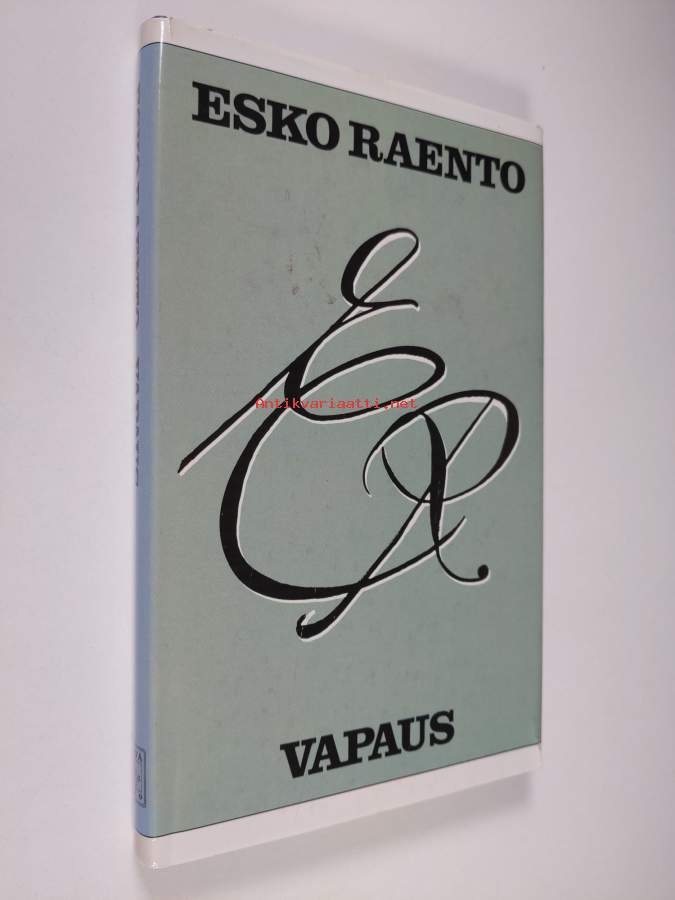 ESKO RAENTO
ER
Antikvariaatti.net
VAPAUS